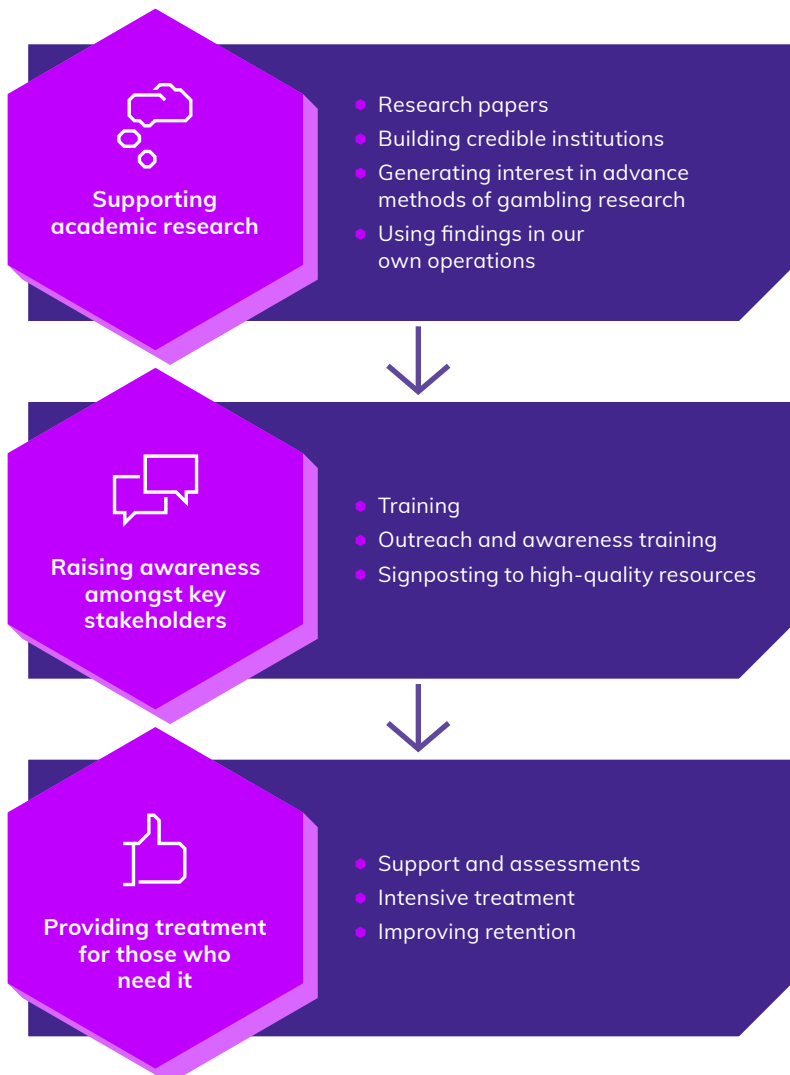 Supporting
academic research
Research papers
Building credible institutions
Generating interest in advance
methods of gambling research
Using findings in our
own operations
Raising awareness
amongst key
stakeholders
Training
Outreach and awareness training
Signposting to high-quality resources
Providing treatment
for those who
need it
Support and assessments
Intensive treatment
Improving retention